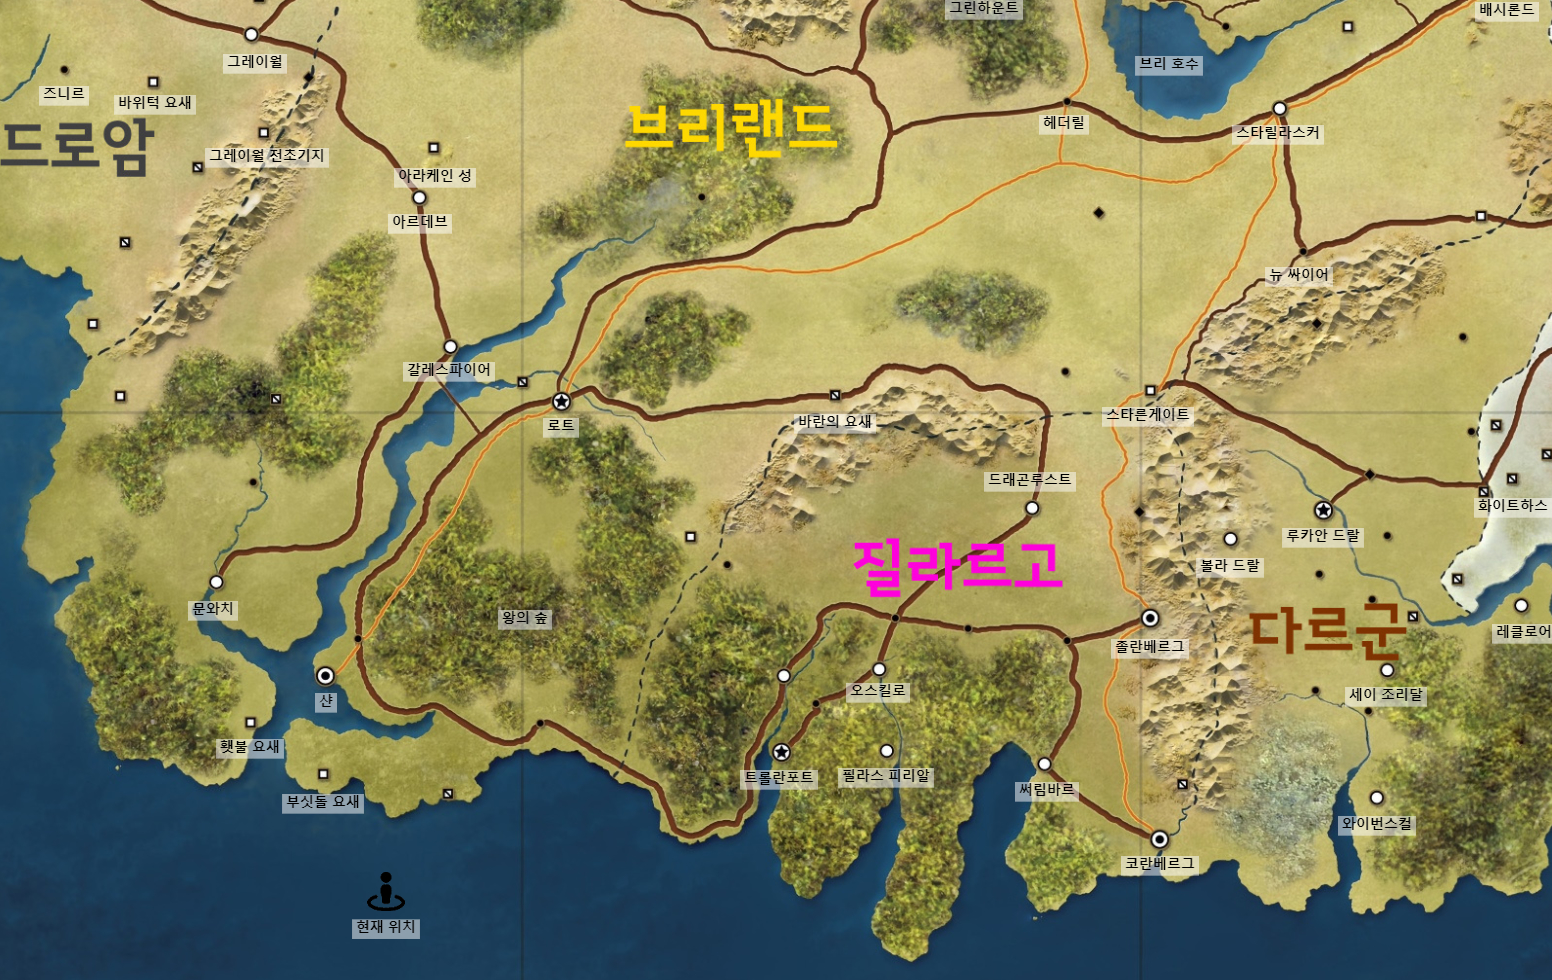 그린하운트
배시론드
그레이월
브리 호수
즈니르
바위턱 요새
브리랜드
헤더릴
스타릴라스커
드로암
그레이월 전초기지
아라케인 성
아르데브
뉴 싸이어
갈레스파이어
스타른게이트
로트
바란의 요새
드래곤루스트
화이트하스
루카안 드랄
질라르고
볼라 드랄
문와치
왕의 숲
다르군
레클로어
졸란베르그
샨
오스킬로
세이 조리달
횃불 요새
트롤란포트
필라스 피리알
써림바르
부싯돌 요새
와이번스컬
코란베르그
현재 위치